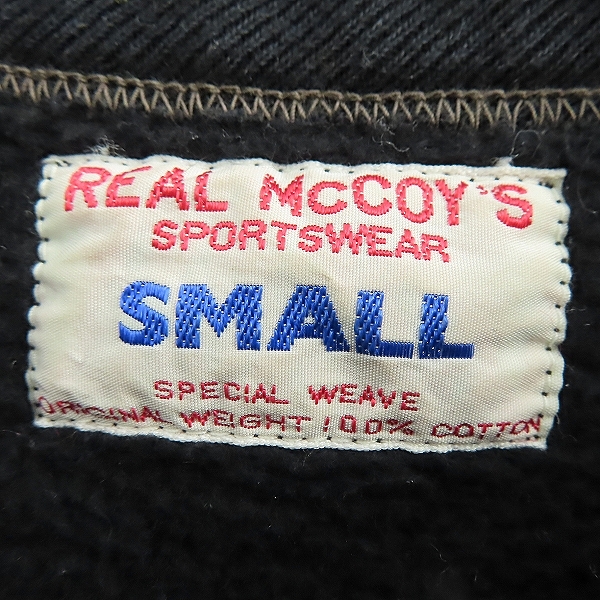 REAL McCOY'S
SPORTSWEAR
SMALL
SPECIAL WEAVE
ORIGINAL WEIGHT 100% COTTON